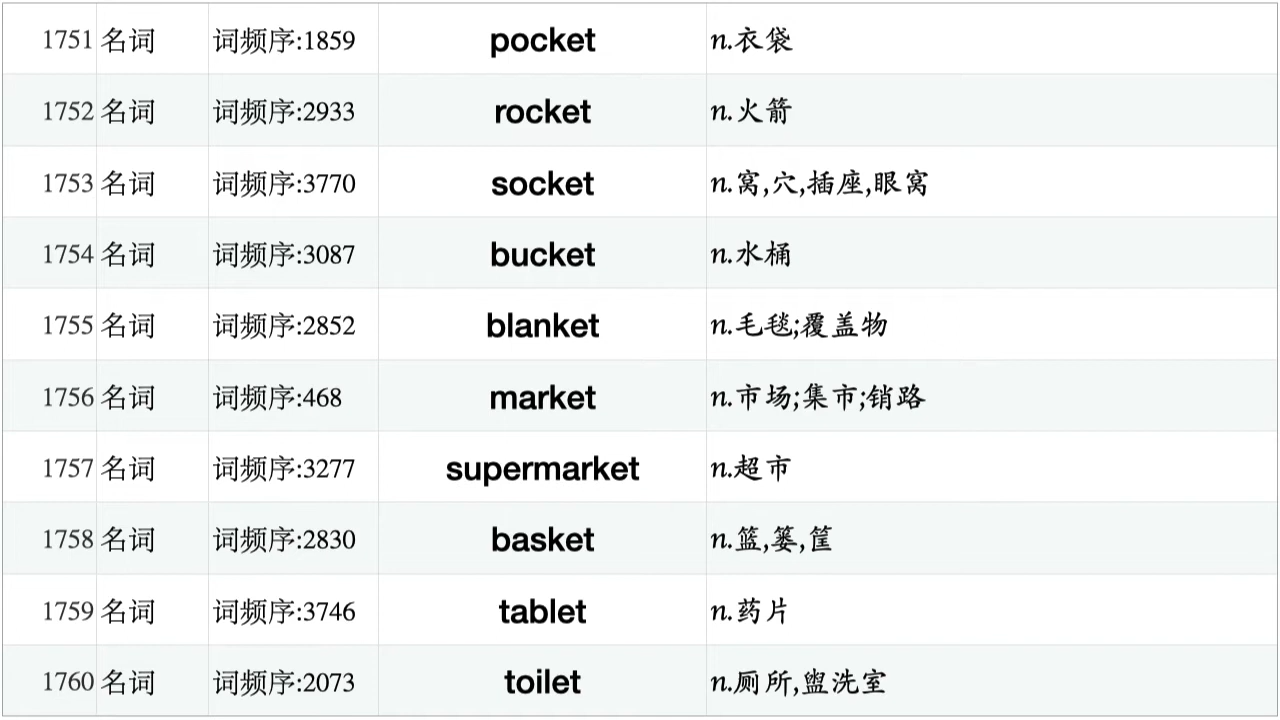 1751 名词 词频序:1859 pocket n.衣袋
1752 名词 词频序:2933 rocket n.火箭
1753 名词 词频序:3770 socket n.窝,穴,插座,眼窝
1754 名词 词频序:3087 bucket n.水桶
1755 名词 词频序:2852 blanket n.毛毯;覆盖物
1756 名词 词频序:468 market n.市场;集市;销路
1757 名词 词频序:3277 supermarket n.超市
1758 名词 词频序:2830 basket n.篮,篓,筐
1759 名词 词频序:3746 tablet n.药片
1760 名词 词频序:2073 toilet n.厕所,盥洗室